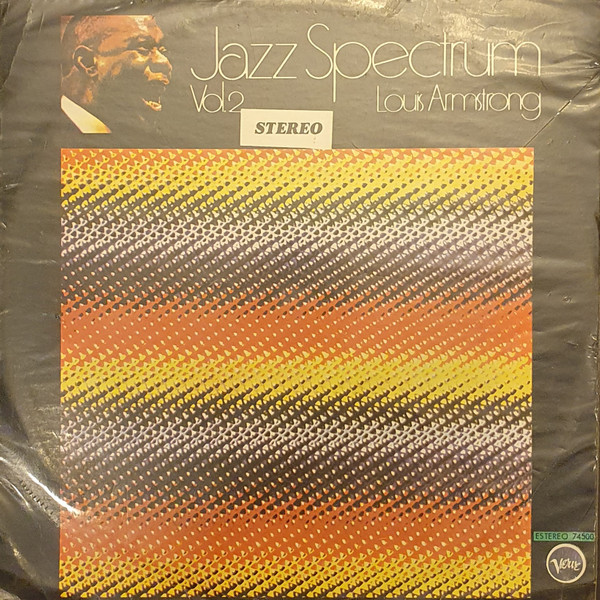 Jazz Spectrum
Vol.2 Louis Armstrong
STEREO
ESTEREO 74500
Verve